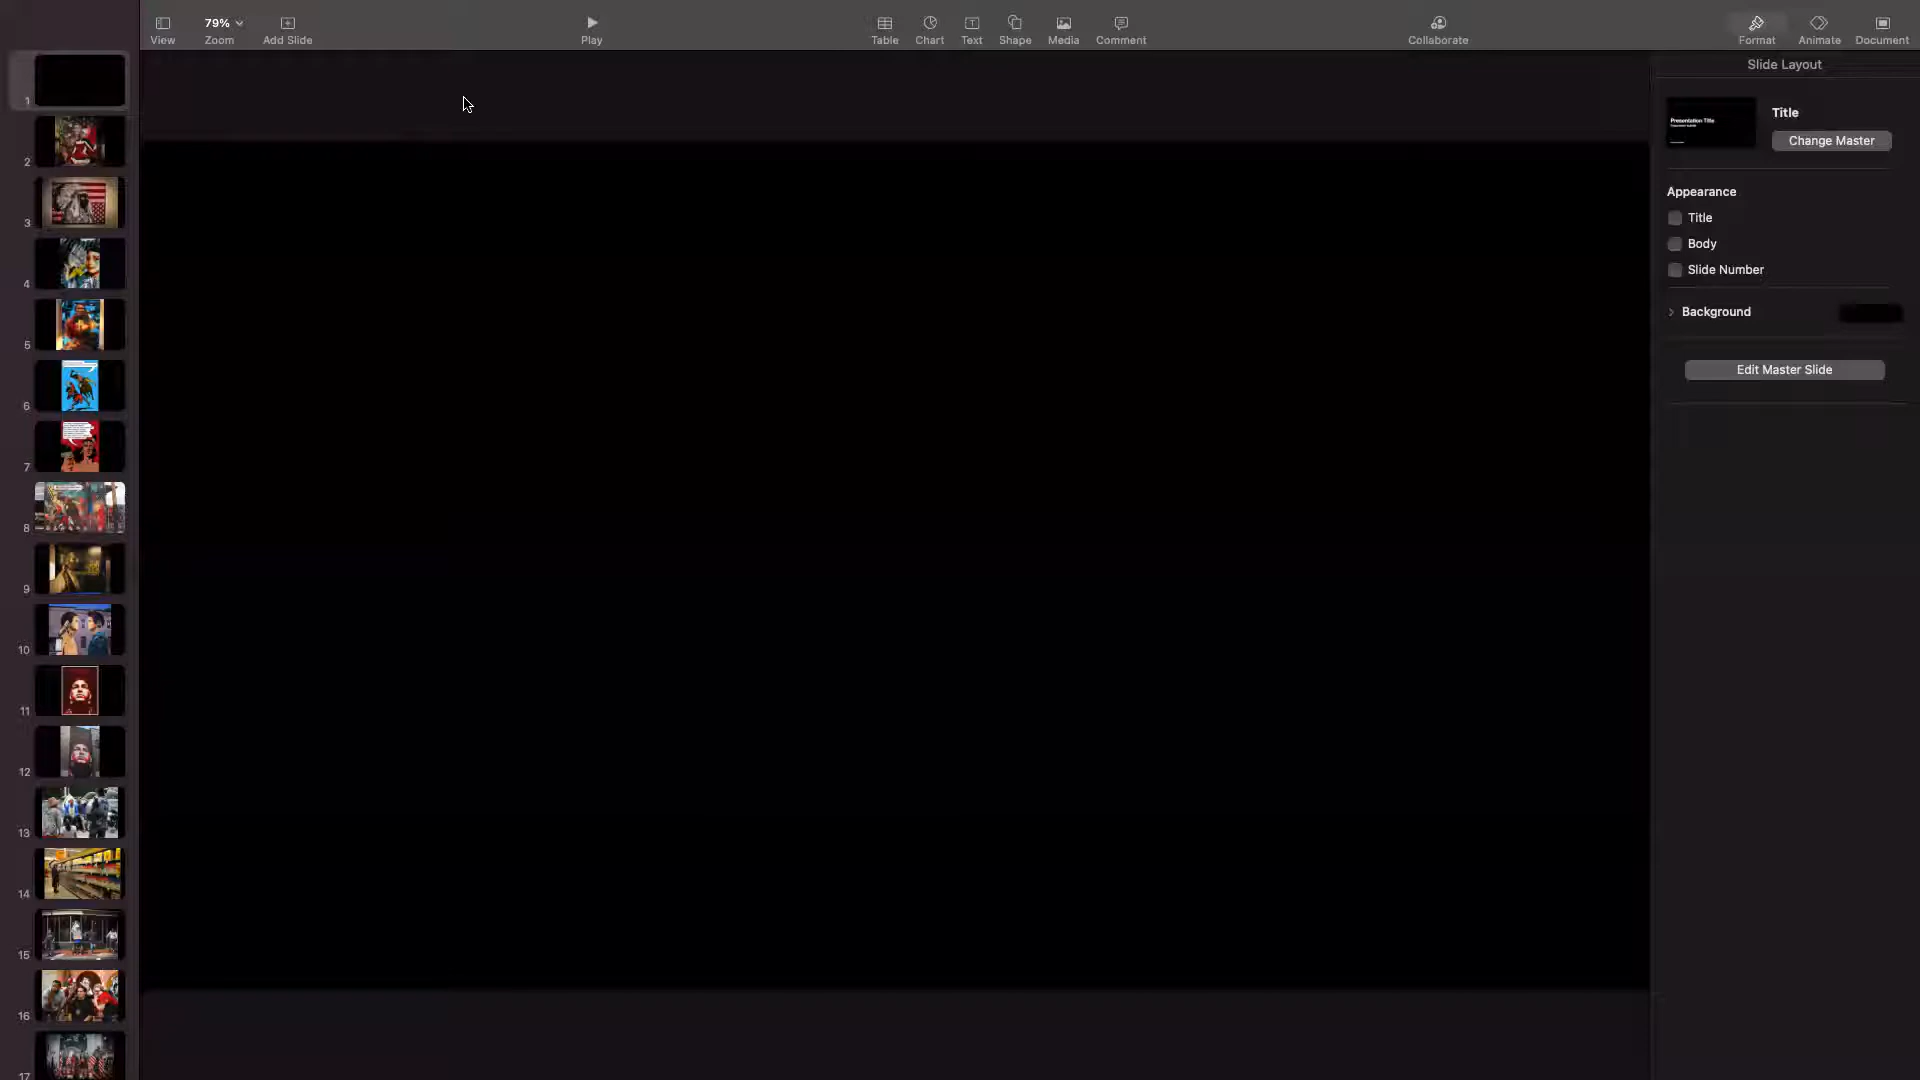 79%
View
Zoom
Add Slide
Play
Table
Chart
Text
Shape
Media
Comment
Collaborate
Format
Animate
Document
Slide Layout
Presentation Title
Title
Change Master
Appearance
Title
Body
Slide Number
Background
Edit Master Slide
1
2
3
4
5
6
7
8
9
10
11
12
13
14
15
16
17